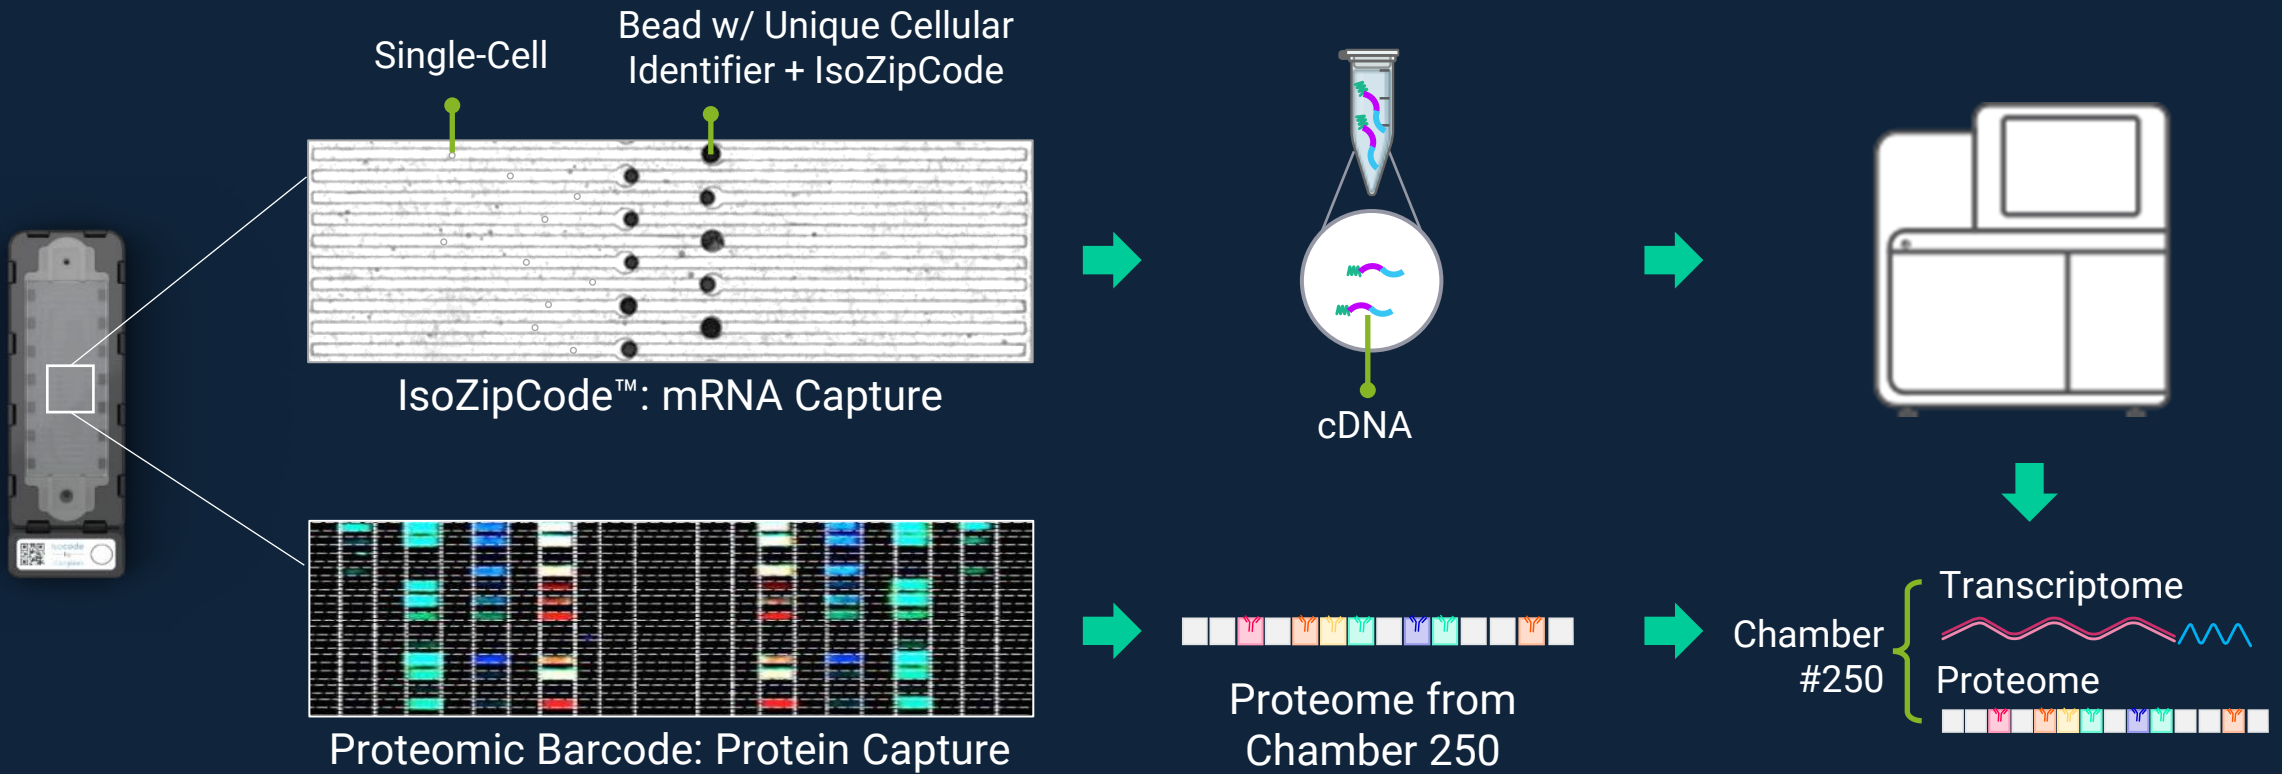 Single-Cell
Bead w/ Unique Cellular
Identifier + IsoZipCode
IsoZipCode™: mRNA Capture
cDNA
Proteomic Barcode: Protein Capture
Proteome from
Chamber 250
Chamber
#250
Transcriptome
Proteome
isocode